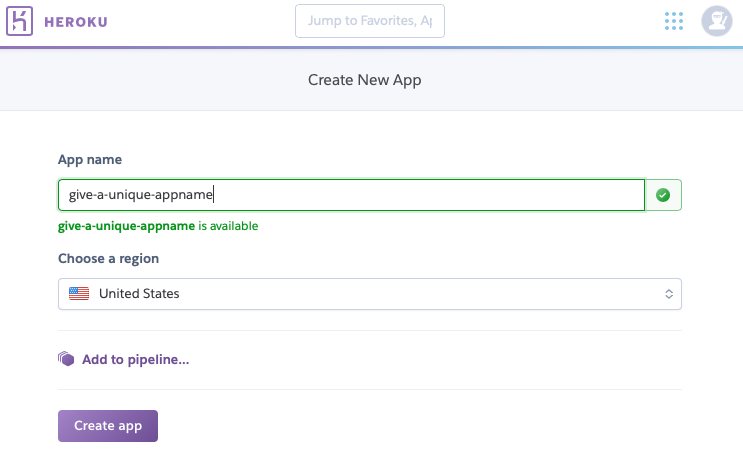 HEROKU
Jump to Favorites, A
Create New App
App name
give-a-unique-appname
give-a-unique-appname is available
Choose a region
United States
Add to pipeline...
Create app